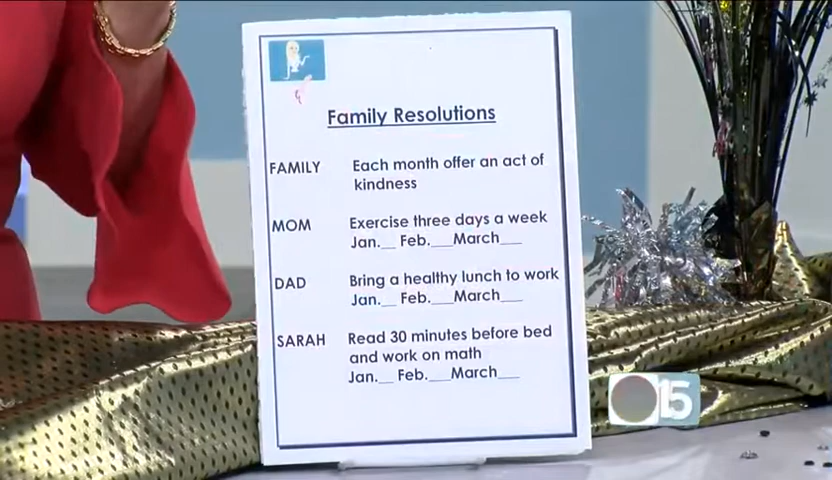 Family Resolutions
FAMILY Each month offer an act of
kindness
MOM Exercise three days a week
Jan.__ Feb.___March___
DAD Bring a healthy lunch to work
Jan.__ Feb.___March___
SARAH Read 30 minutes before bed
and work on math
Jan.__ Feb.___March___
15